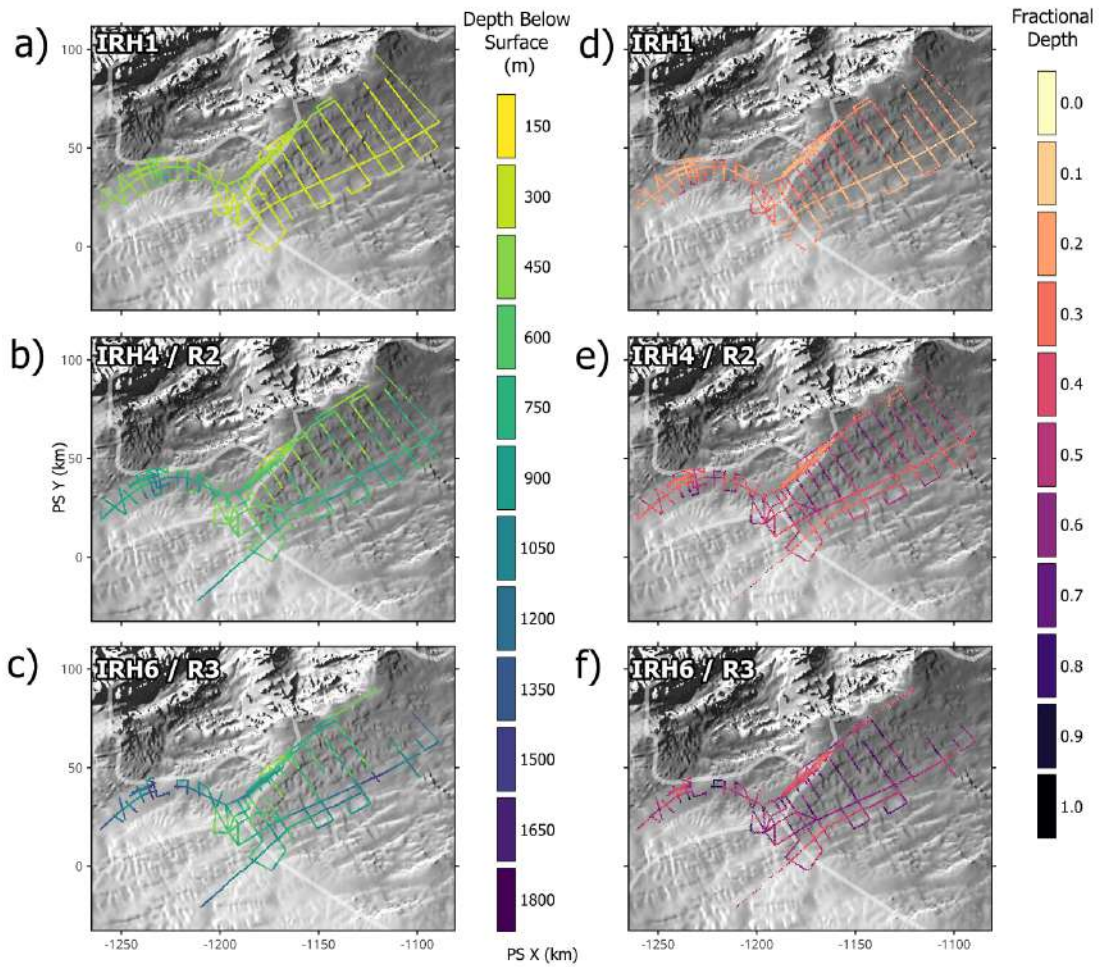 a)
IRH1
100
50
0
b)
IRH4 / R2
100
50
0
PS Y (km)
c)
IRH6 / R3
100
50
0
-1250
-1200
-1150
-1100
PS X (km)
Depth Below
Surface
(m)
150
300
450
600
750
900
1050
1200
1350
1500
1650
1800
d)
IRH1
e)
IRH4 / R2
f)
IRH6 / R3
-1250
-1200
-1150
-1100
Fractional
Depth
0.0
0.1
0.2
0.3
0.4
0.5
0.6
0.7
0.8
0.9
1.0